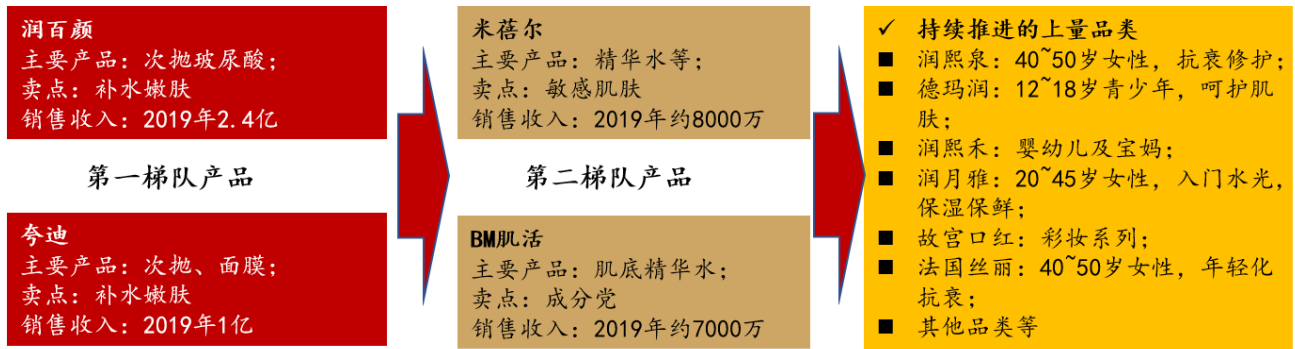 润百颜
主要产品：次抛玻尿酸；
卖点：补水嫩肤
销售收入：2019年2.4亿
第一梯队产品
夸迪
主要产品：次抛、面膜；
卖点：补水嫩肤
销售收入：2019年1亿
米蓓尔
主要产品：精华水等；
卖点：敏感肌肤
销售收入：2019年约8000万
第二梯队产品
BM肌活
主要产品：肌底精华水；
卖点：成分党
销售收入：2019年约7000万
✓ 持续推进的上量品类
■ 润熙泉：40~50岁女性，抗衰修护；
■ 德玛润：12~18岁青少年，呵护肌
肤；
■ 润熙禾：婴幼儿及宝妈；
■ 润月雅：20~45岁女性，入门水光，
保湿保鲜；
■ 故宫口红：彩妆系列；
■ 法国丝丽：40~50岁女性，年轻化
抗衰；
■ 其他品类等